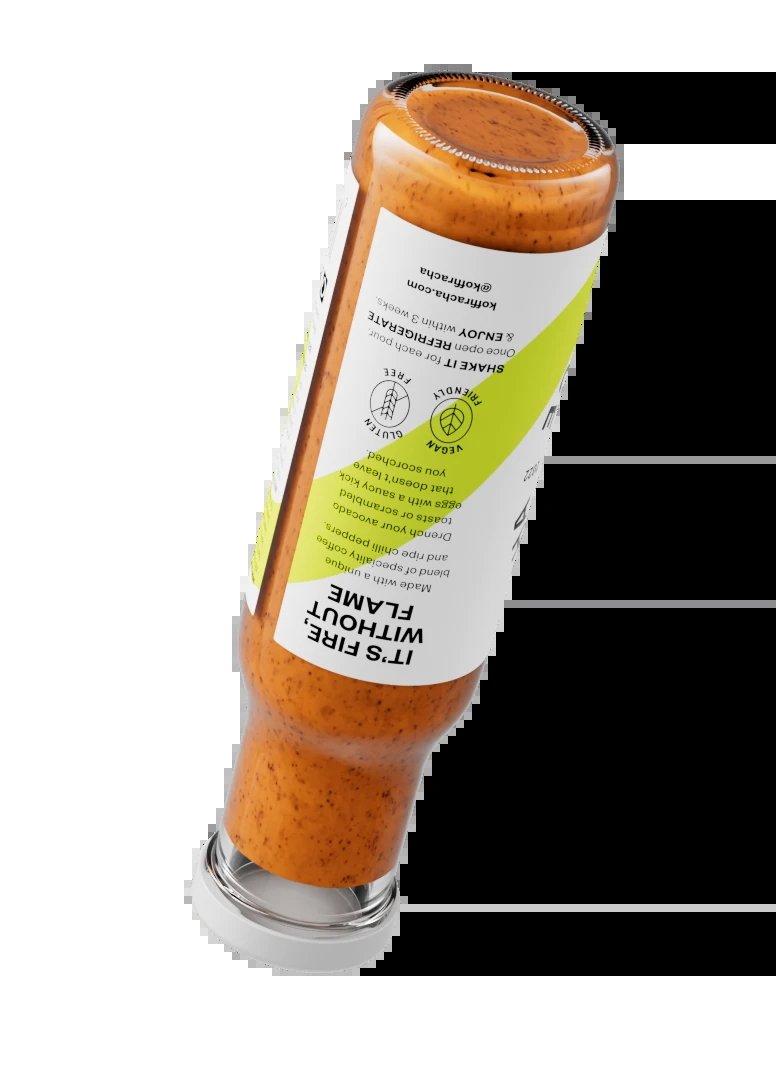 IT'S FIRE,
WITHOUT
FLAME
Made with a unique
blend of speciality coffee
and ripe chilli peppers.
Drench your avocado
toasts or scrambled
eggs with a saucy kick
that doesn't leave
you scorched.
VEGAN
FRIENDLY
GLUTEN
FREE
SHAKE IT for each pour.
Once open REFRIGERATE
& ENJOY within 3 weeks.
koffiracha.com
@koffiracha